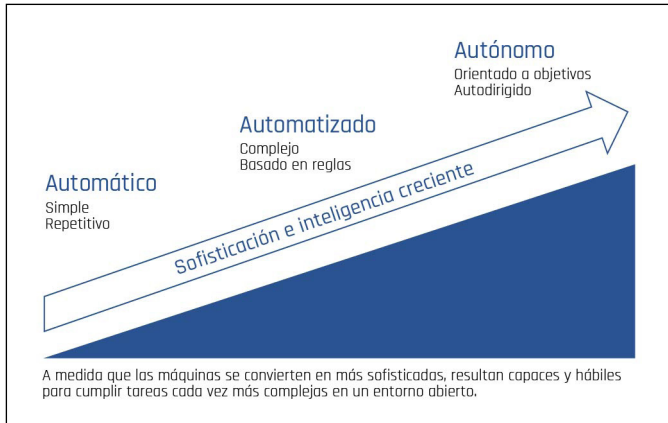 Autónomo
Orientado a objetivos
Autodirigido
Automatizado
Complejo
Basado en reglas
Automático
Simple
Repetitivo
Sofisticación e inteligencia creciente
A medida que las máquinas se convierten en más sofisticadas, resultan capaces y hábiles
para cumplir tareas cada vez más complejas en un entorno abierto.